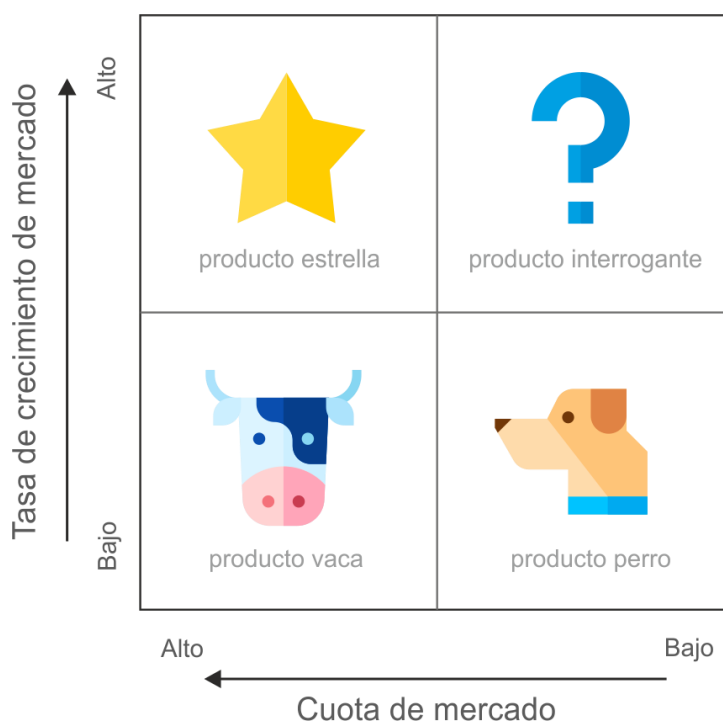 Tasa de crecimiento de mercado
Alto
Bajo
producto estrella
producto interrogante
producto vaca
producto perro
Alto
Bajo
Cuota de mercado